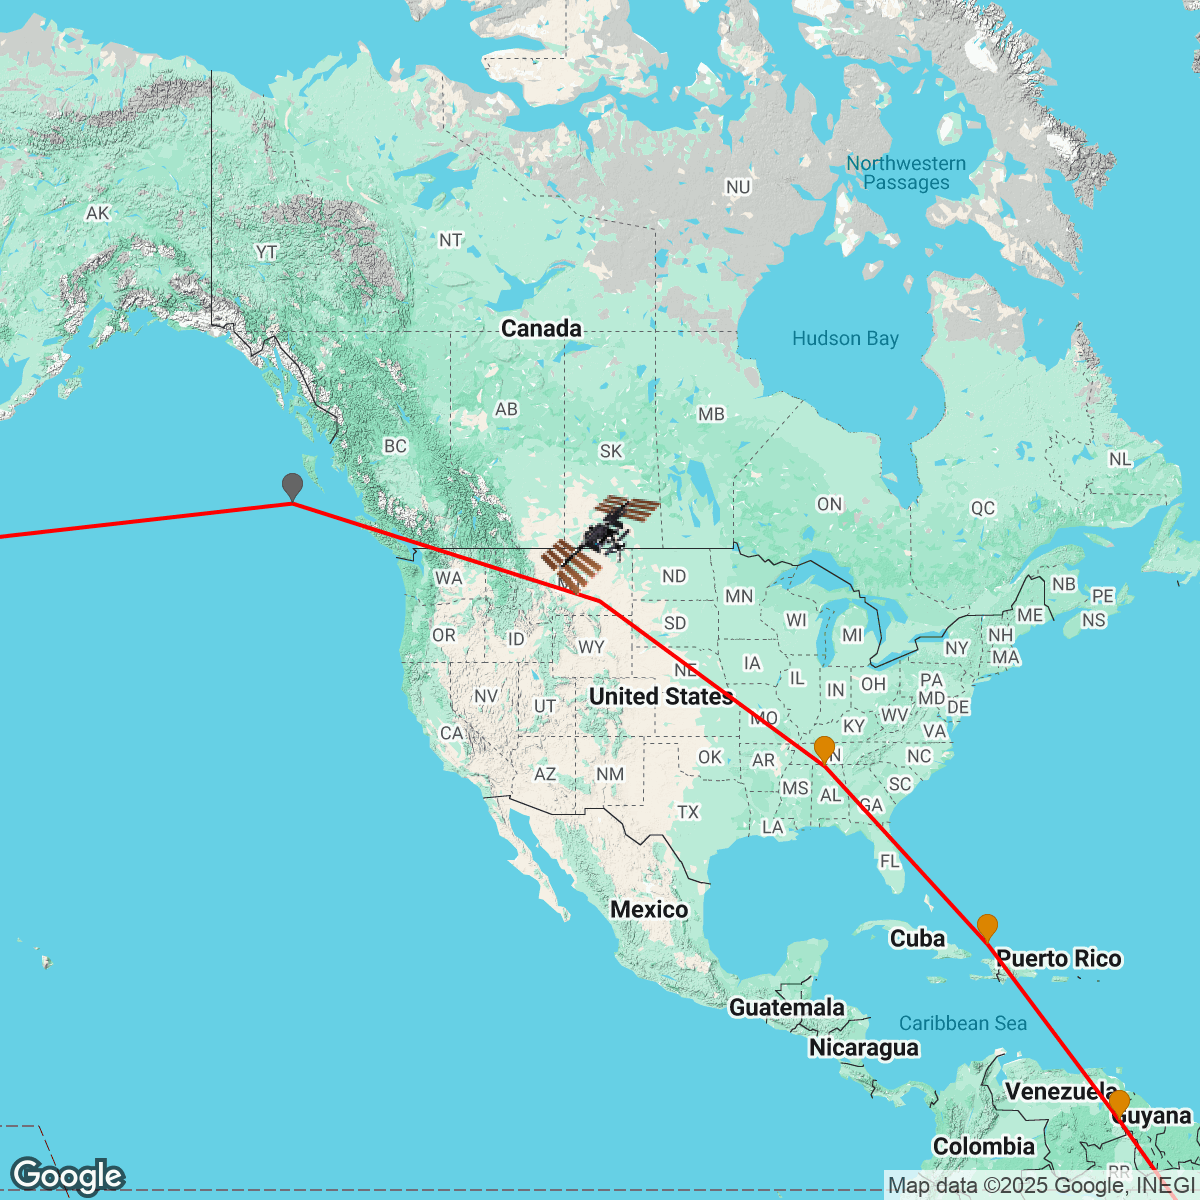 Northwestern
Passages
NU
AK
NT
YT
Canada
Hudson Bay
AB
MB
BC
SK
NL
ON
QC
WA
ND
MN
NB
PE
ME
NS
OR
ID
WY
SD
WI
MI
NH
NY
MA
IA
NE
IL
IN
OH
PA
MD
DE
NV
UT
United States
MO
KY
WV
VA
CA
OK
AR
NC
AZ
NM
MS
AL
SC
GA
TX
LA
FL
Mexico
Cuba
Puerto Rico
Guatemala
Caribbean Sea
Nicaragua
Venezuela
Guyana
Colombia
RR
Google
Map data ©2025 Google, INEGI